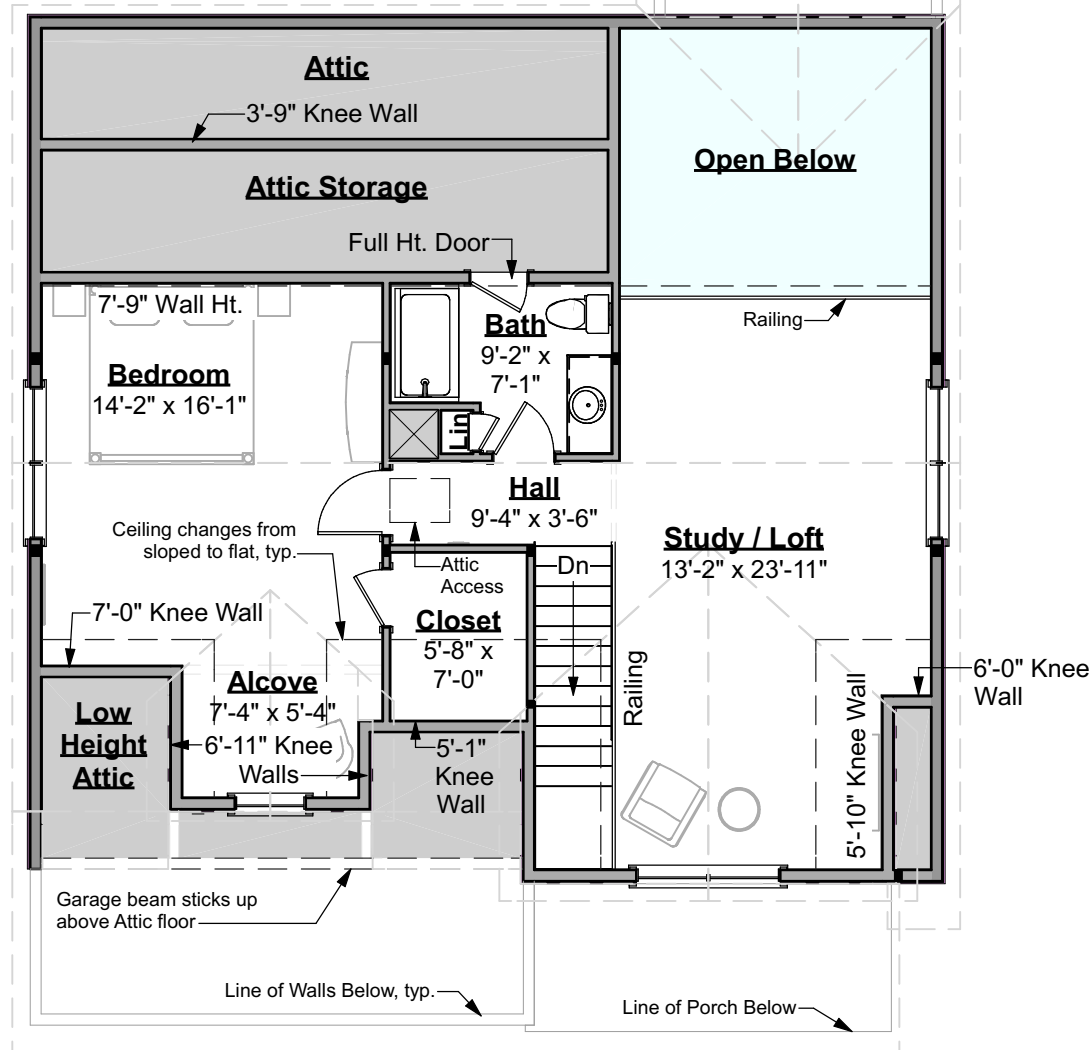 Attic
3'-9" Knee Wall
Attic Storage
Open Below
Full Ht. Door
7'-9" Wall Ht.
Bath
9'-2" x
7'-1"
Railing
Bedroom
14'-2" x 16'-1"
Lin
Hall
9'-4" x 3'-6"
Ceiling changes from
sloped to flat, typ.
Study / Loft
13'-2" x 23'-11"
Attic
Access
Dn
7'-0" Knee Wall
Closet
5'-8" x
7'-0"
Railing
6'-0" Knee
Wall
Alcove
7'-4" x 5'-4"
Low
Height
Attic
6'-11" Knee
Walls
5'-1"
Knee
Wall
5'-10" Knee Wall
Garage beam sticks up
above Attic floor
Line of Walls Below, typ.
Line of Porch Below